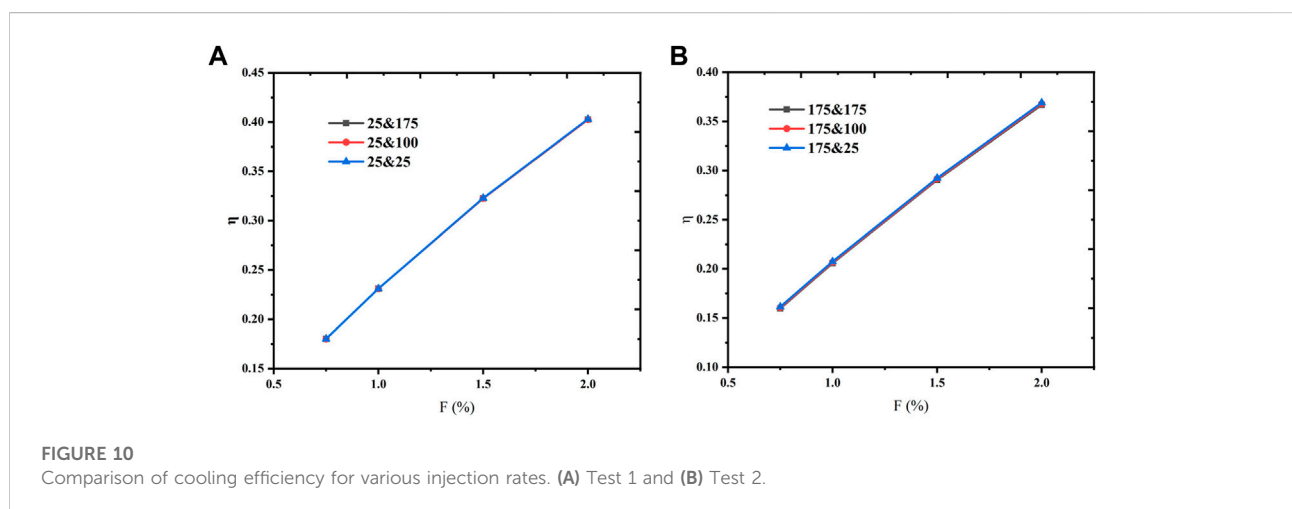 A
0.45
0.40
0.35
0.30
0.25
0.20
0.15
η
25&175
25&100
25&25
0.5 1.0 1.5 2.0
F (%)
B
0.40
0.35
0.30
0.25
0.20
0.15
0.10
η
175&175
175&100
175&25
0.5 1.0 1.5 2.0
F (%)
FIGURE 10
Comparison of cooling efficiency for various injection rates. (A) Test 1 and (B) Test 2.